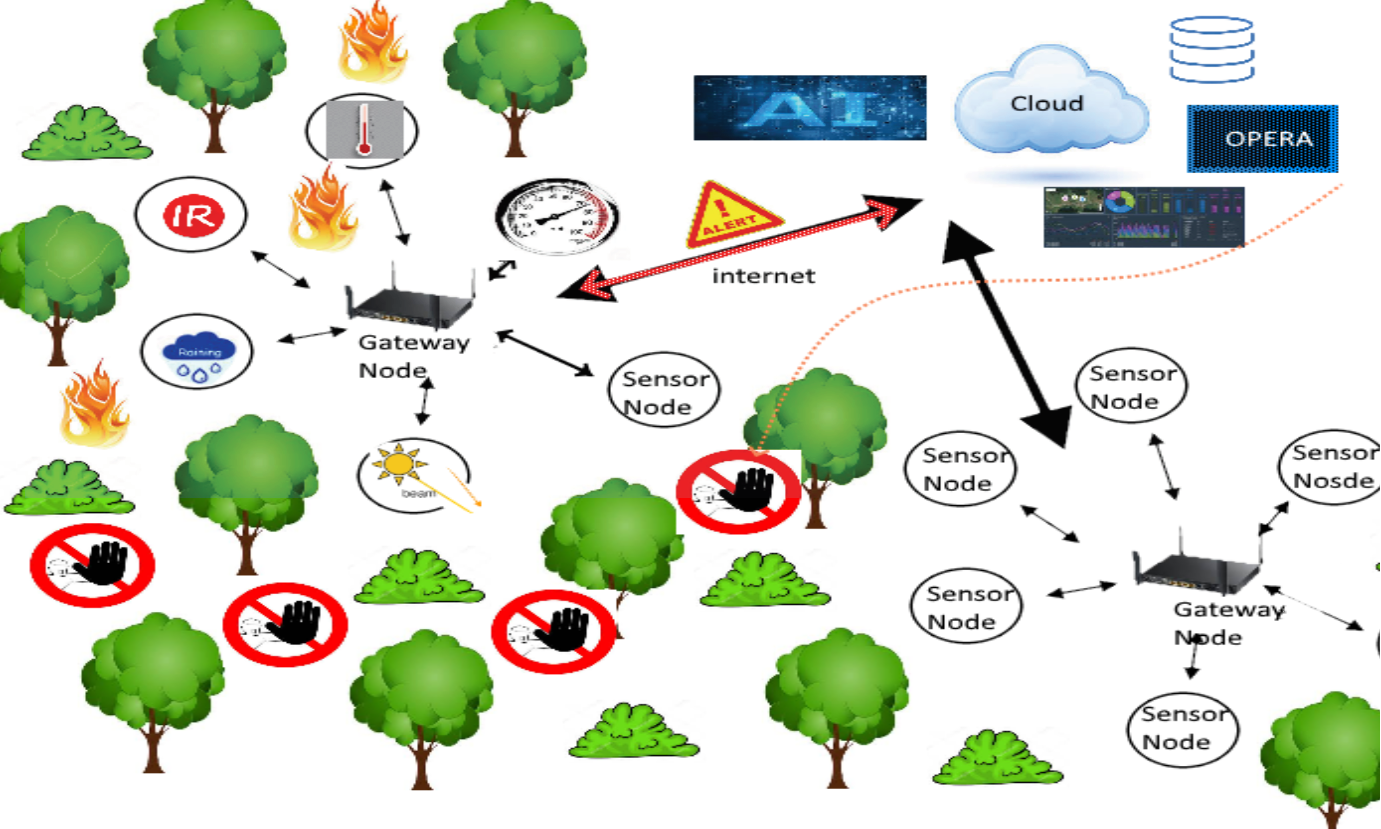 AI
Cloud
OPERA
IR
ALERT
internet
Raining
Gateway
Node
Sensor
Node
beam
Sensor
Node
Sensor
Node
Sensor
Nosde
Sensor
Node
Gateway
Node
Sensor
Node